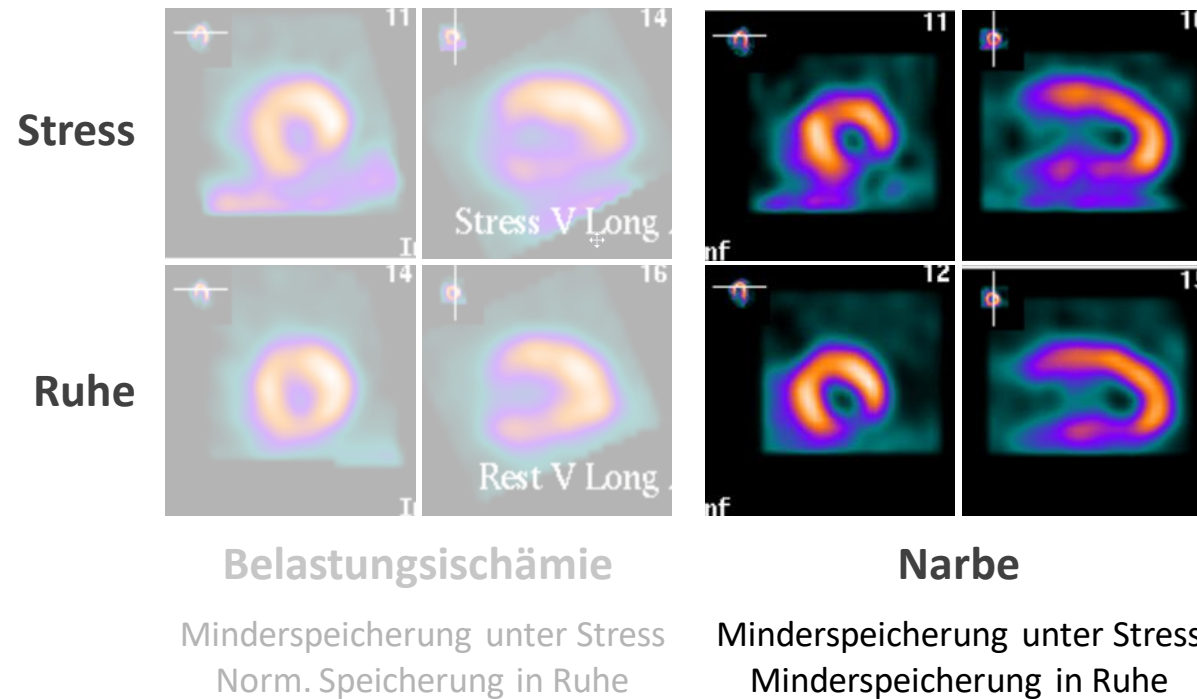 11
14
11
Stress
Stress V Long
nf
14
16
12
Ruhe
Rest V Long
nf
Belastungsischämie
Narbe
Minderspeicherung unter Stress
Norm. Speicherung in Ruhe
Minderspeicherung unter Stress
Minderspeicherung in Ruhe